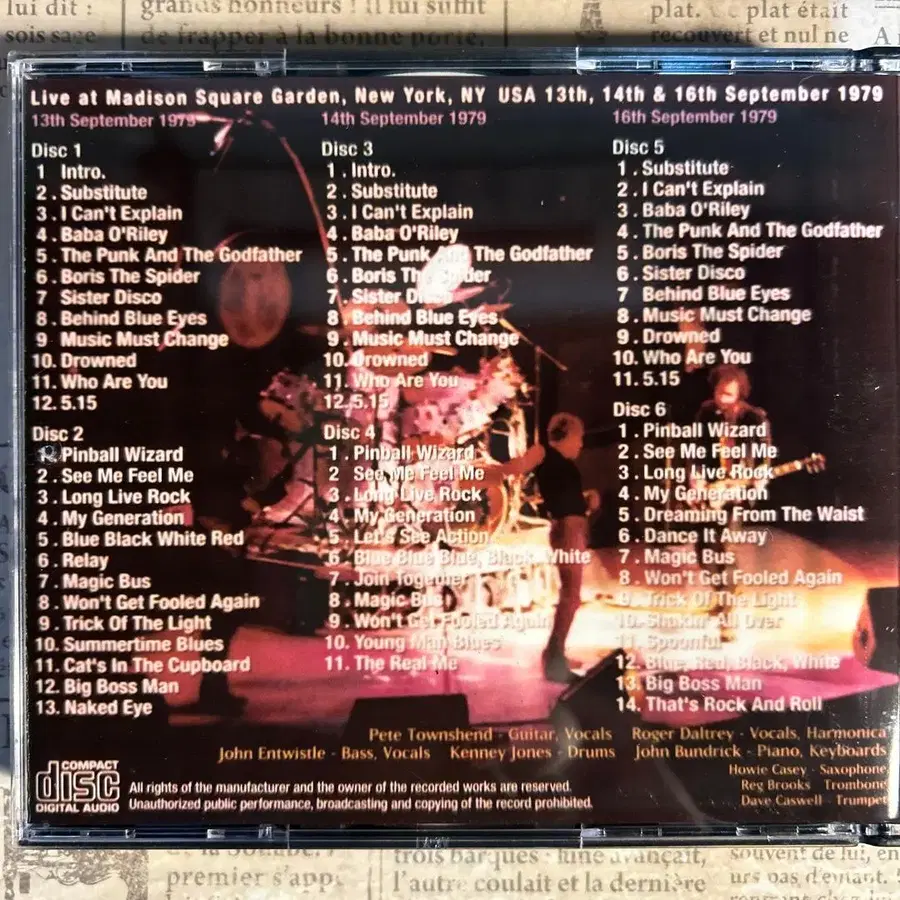 lui dit :
sois sage
grands honneurs ! Il lui suffit
de frapper à la bonne porte,
plat. plat était
recouvert et nul ne
A
Live at Madison Square Garden, New York, NY USA 13th, 14th & 16th September 1979
13th September 1979
Disc 1
1 Intro.
2. Substitute
3. I Can't Explain
4. Baba O'Riley
5. The Punk And The Godfather
6. Boris The Spider
7 Sister Disco
8. Behind Blue Eyes
9 Music Must Change
10. Drowned
11. Who Are You
12. 5.15
Disc 2
1. Pinball Wizard
2. See Me Feel Me
3. Long Live Rock
4. My Generation
5. Blue Black White Red
6. Relay
7. Magic Bus
8. Won't Get Fooled Again
9. Trick Of The Light
10. Summertime Blues
11. Cat's In The Cupboard
12. Big Boss Man
13. Naked Eye
14th September 1979
Disc 3
1. Intro.
2. Substitute
3. I Can't Explain
4. Baba O'Riley
5. The Punk And The Godfather
6. Boris The Spider
7. Sister Disco
8. Behind Blue Eyes
9. Music Must Change
10. Drowned
11. Who Are You
12. 5.15
Disc 4
1. Pinball Wizard
2 See Me Feel Me
3. Long Live Rock
4. My Generation
5. Let's See Action
6. Blue Blue Blue, Black, White
7. Join Together
8. Magic Bus
9. Won't Get Fooled Again
10. Young Man Blues
11. The Real Me
16th September 1979
Disc 5
1. Substitute
2. I Can't Explain
3. Baba O'Riley
4. The Punk And The Godfather
5. Boris The Spider
6. Sister Disco
7 Behind Blue Eyes
8. Music Must Change
9. Drowned
10. Who Are You
11. 5.15
Disc 6
1. Pinball Wizard
2. See Me Feel Me
3. Long Live Rock
4. My Generation
5. Dreaming From The Waist
6. Dance It Away
7. Magic Bus
8. Won't Get Fooled Again
9. Trick Of The Light
10. Shakin' All Over
11. Spoonful
12. Blue, Red, Black, White
13. Big Boss Man
14. That's Rock And Roll
Pete Townshend - Guitar, Vocals Roger Daltrey - Vocals, Harmonica
John Entwistle - Bass, Vocals Kenney Jones - Drums John Bundrick - Piano, Keyboards
Howie Casey - Saxophone
Reg Brooks Trombone
Dave Caswell - Trumpet
COMPACT
disc
DIGITAL AUDIO
All rights of the manufacturer and the owner of the recorded works are reserved.
Unauthorized public performance, broadcasting and copying of the record prohibited.
premier s'app
trois barques : l'une avançait,
l'autre coulait et la dernière
souvent de lui, en